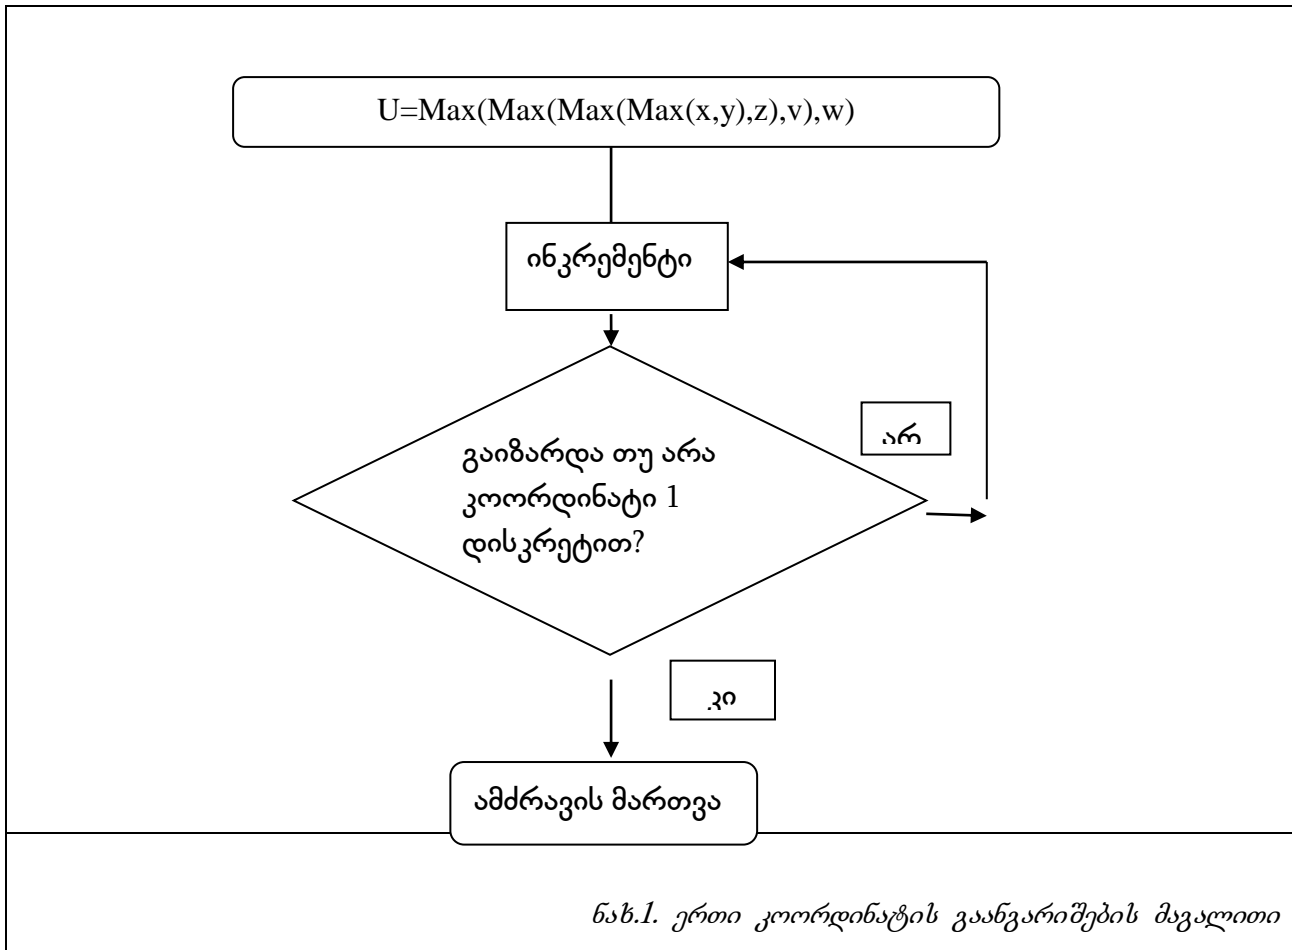 U=Max(Max(Max(Max(x,y),z),v),w)
ინკრემენტი
არ
გაიზარდა თუ არა
კოორდინატი 1
დისკრეტით?
კი
ამძრავის მართვა
ნახ.1. ერთი კოორდინატის გაანგარიშების მაგალითი